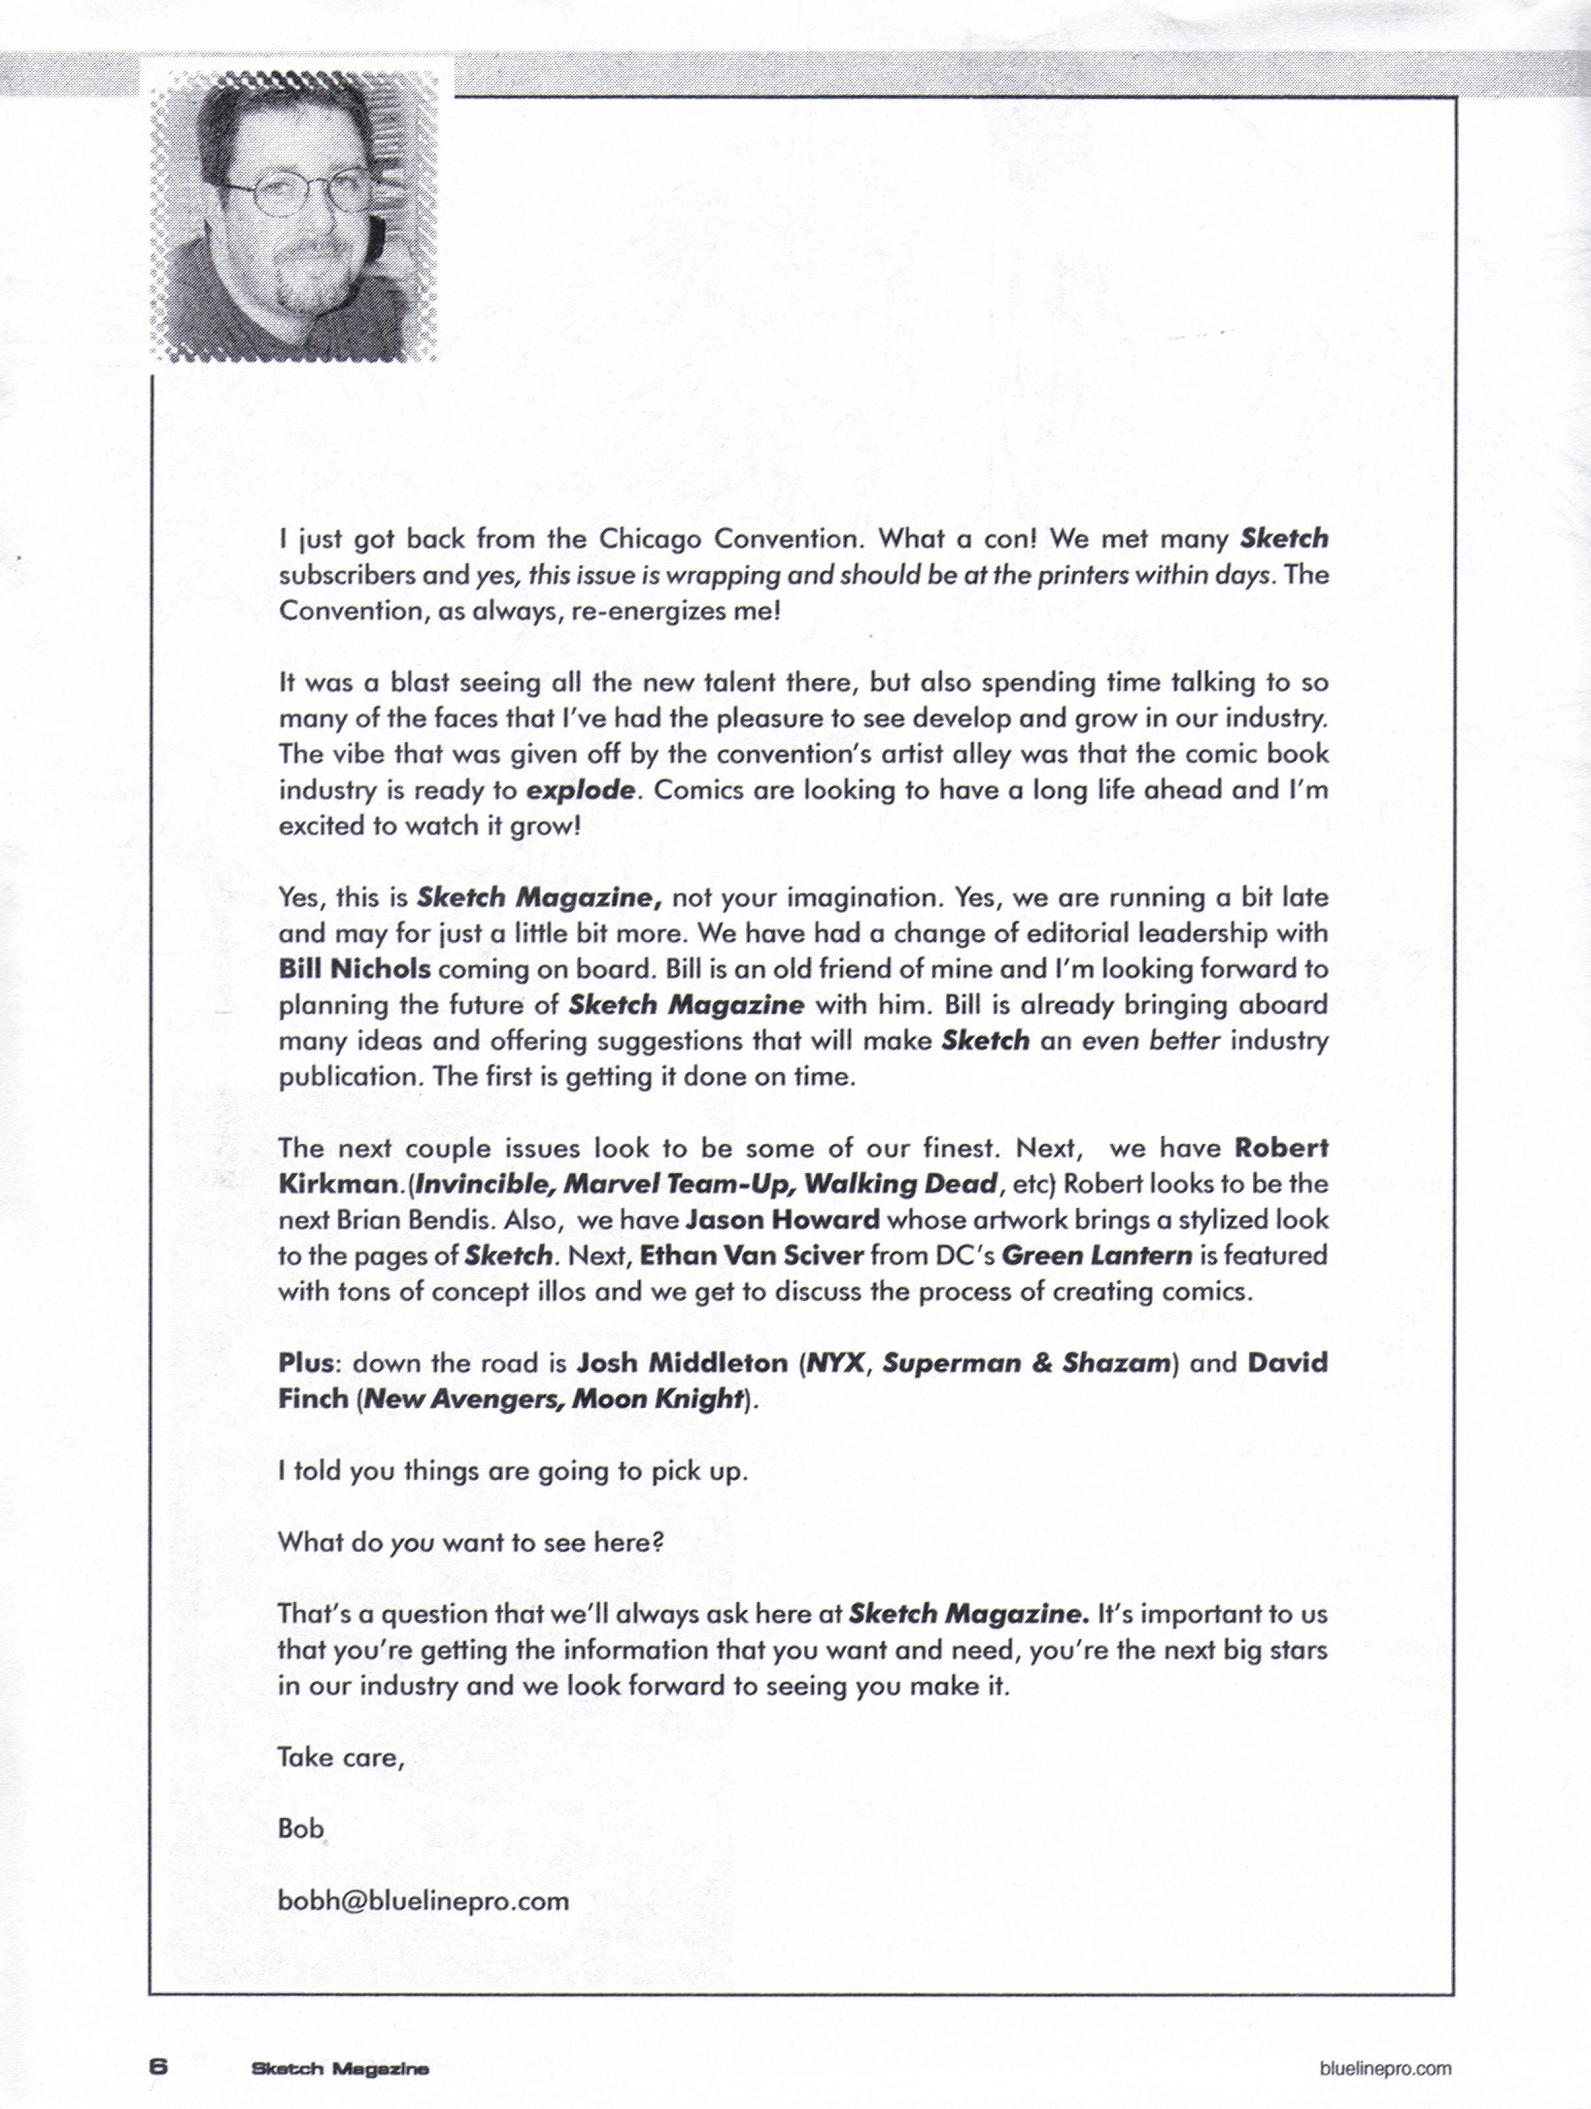 I just got back from the Chicago Convention. What a con! We met many Sketch
subscribers and yes, this issue is wrapping and should be at the printers within days. The
Convention, as always, re-energizes me!
It was a blast seeing all the new talent there, but also spending time talking to so
many of the faces that I've had the pleasure to see develop and grow in our industry.
The vibe that was given off by the convention's artist alley was that the comic book
industry is ready to explode. Comics are looking to have a long life ahead and I'm
excited to watch it grow!
Yes, this is Sketch Magazine, not your imagination. Yes, we are running a bit late
and may for just a little bit more. We have had a change of editorial leadership with
Bill Nichols coming on board. Bill is an old friend of mine and I'm looking forward to
planning the future of Sketch Magazine with him. Bill is already bringing aboard
many ideas and offering suggestions that will make Sketch an even better industry
publication. The first is getting it done on time.
The next couple issues look to be some of our finest. Next, we have Robert
Kirkman.(Invincible, Marvel Team-Up, Walking Dead, etc) Robert looks to be the
next Brian Bendis. Also, we have Jason Howard whose artwork brings a stylized look
to the pages of Sketch. Next, Ethan Van Sciver from DC's Green Lantern is featured
with tons of concept illos and we get to discuss the process of creating comics.
Plus: down the road is Josh Middleton (NYX, Superman & Shazam) and David
Finch (New Avengers, Moon Knight).
I told you things are going to pick up.
What do you want to see here?
That's a question that we'll always ask here at Sketch Magazine. It's important to us
that you're getting the information that you want and need, you're the next big stars
in our industry and we look forward to seeing you make it.
Take care,
Bob
bobh@bluelinepro.com
6 Sketch Magazine bluelinepro.com